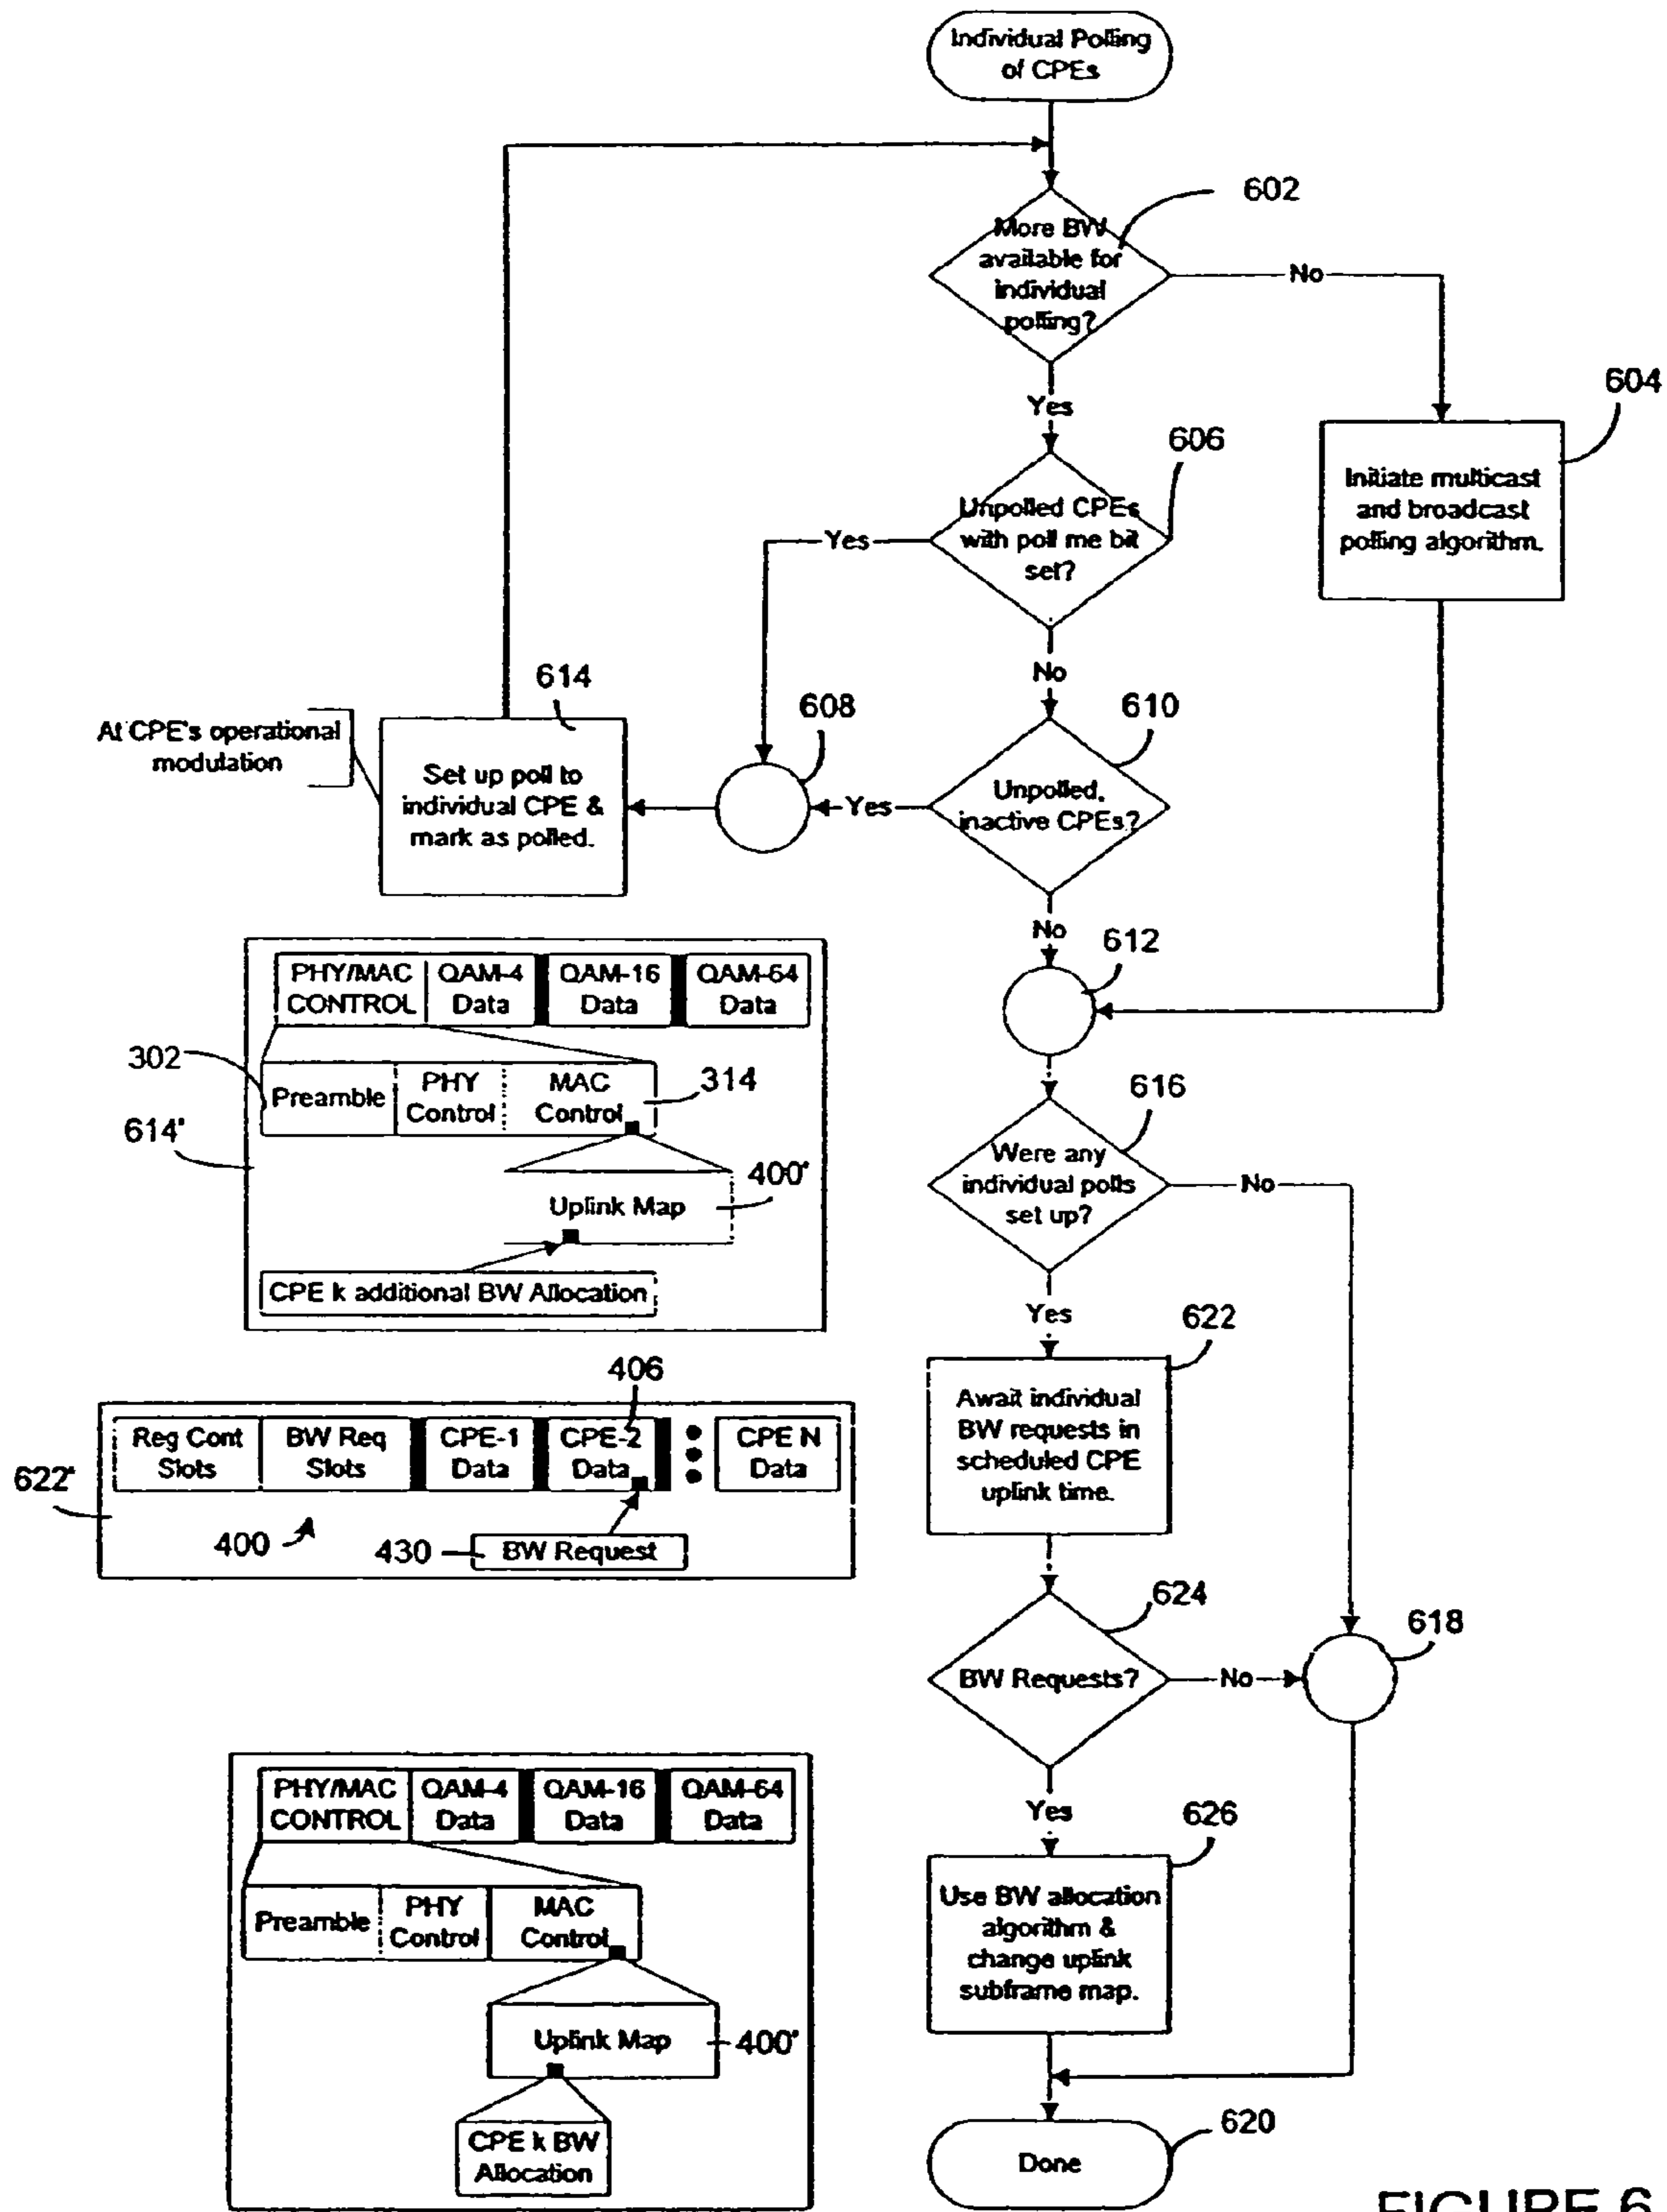 Individual Polling
of CPEs
602
More BW
available for
individual
polling?
No
Yes
604
Initiate multicast
and broadcast
polling algorithm.
606
Unpolled CPEs
with poll me bit
set?
Yes
No
608
610
Unpolled,
inactive CPEs?
Yes
No
614
At CPE's operational
modulation
Set up poll to
individual CPE &
mark as polled.
612
PHY/MAC
CONTROL
QAM-4
Data
QAM-16
Data
QAM-64
Data
302
Preamble
PHY
Control
MAC
Control
314
614'
Uplink Map
400'
CPE k additional BW Allocation
616
Were any
individual polls
set up?
No
Yes
622
Await individual
BW requests in
scheduled CPE
uplink time.
406
Reg Cont
Slots
BW Req
Slots
CPE-1
Data
CPE-2
Data
CPE N
Data
622'
400
430
BW Request
624
BW Requests?
No
618
Yes
626
Use BW allocation
algorithm &
change uplink
subframe map.
PHY/MAC
CONTROL
QAM-4
Data
QAM-16
Data
QAM-64
Data
Preamble
PHY
Control
MAC
Control
Uplink Map
400'
CPE k BW
Allocation
620
Done
FIGURE 6